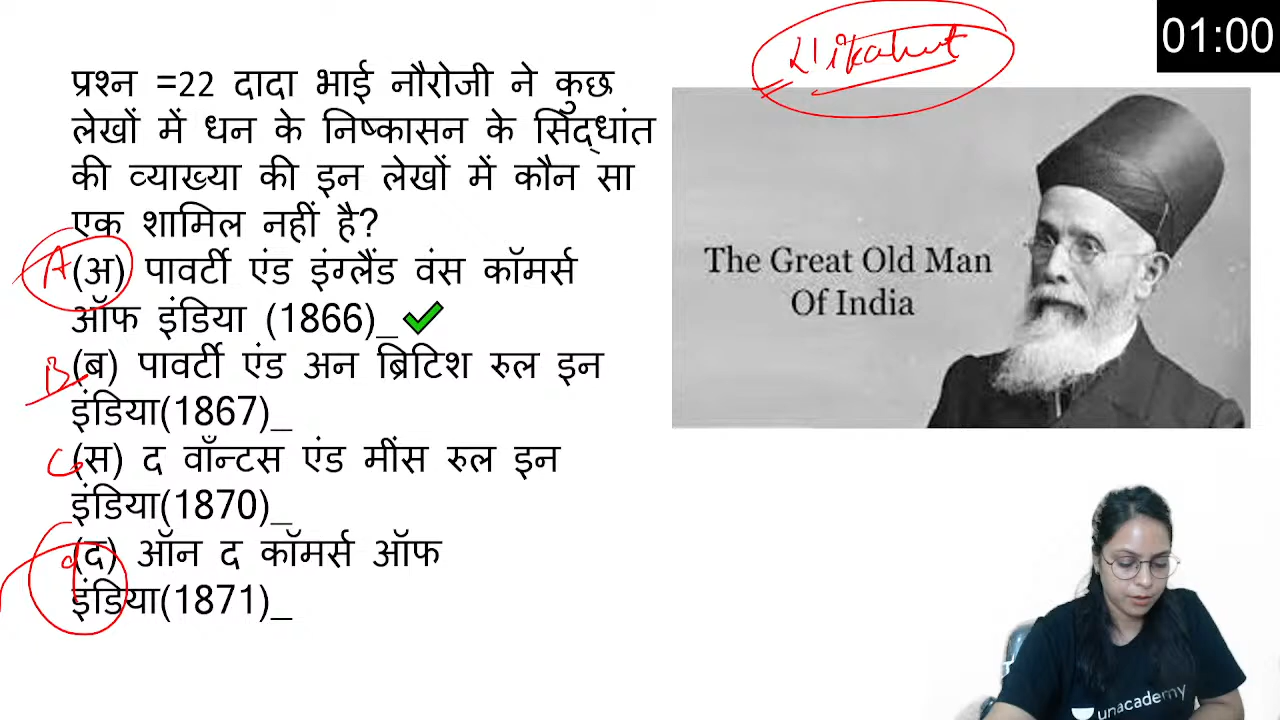 प्रश्न =22 दादा भाई नौरोजी ने कुछ
लेखों में धन के निष्कासन के सिद्धांत
की व्याख्या की इन लेखों में कौन सा
एक शामिल नहीं है?
A (अ) पावर्टी एंड इंग्लैंड वंस कॉमर्स
ऑफ इंडिया (1866)_
B (ब) पावर्टी एंड अन ब्रिटिश रुल इन
इंडिया(1867)_
C (स) द वॉन्टस एंड मींस रुल इन
इंडिया(1870)_
(द) ऑन द कॉमर्स ऑफ
इंडिया(1871)_
01:00
The Great Old Man
Of India
unacademy